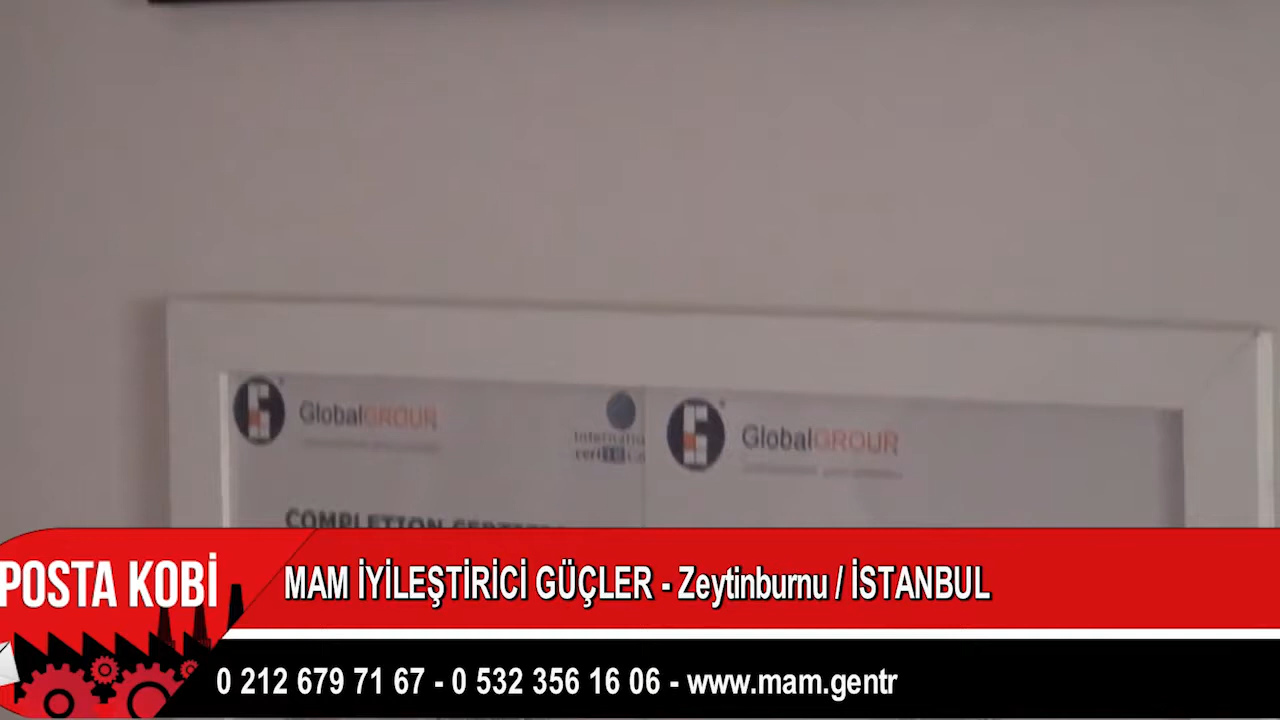 GlobalGROUP
GlobalGROUP
COMPLETION
POSTA KOBİ
MAM İYİLEŞTİRİCİ GÜÇLER - Zeytinburnu / İSTANBUL
0 212 679 71 67 - 0 532 356 16 06 - www.mam.gentr